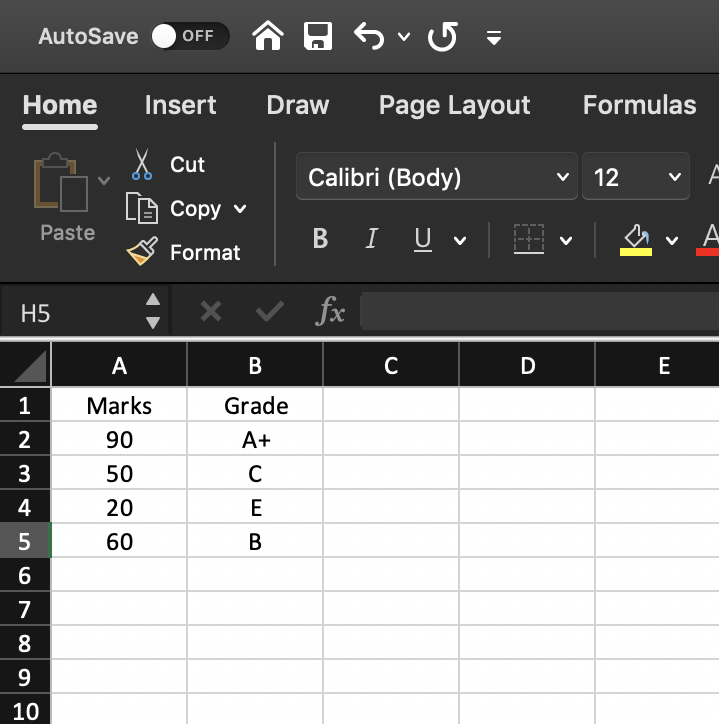 AutoSave OFF
Home Insert Draw Page Layout Formulas
Cut
Calibri (Body) 12
Copy
Paste
B I U A
Format
H5 fx
A B C D E
1 Marks Grade
2 90 A+
3 50 C
4 20 E
5 60 B
6
7
8
9
10